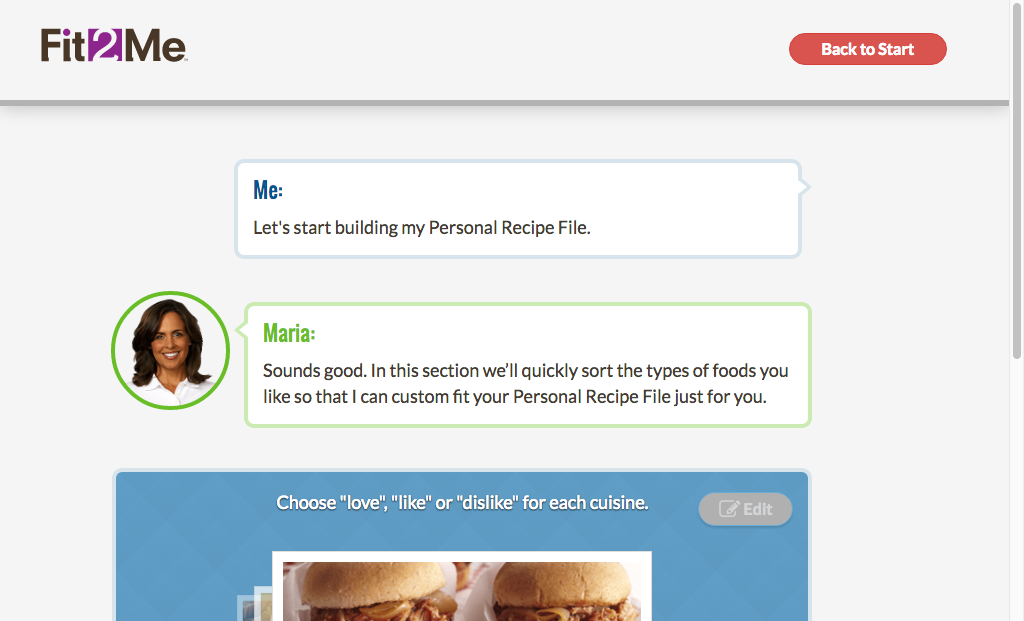 Fit2Me
Back to Start
Me:
Let's start building my Personal Recipe File.
Maria:
Sounds good. In this section we’ll quickly sort the types of foods you
like so that I can custom fit your Personal Recipe File just for you.
Choose "love", "like" or "dislike" for each cuisine.
Edit